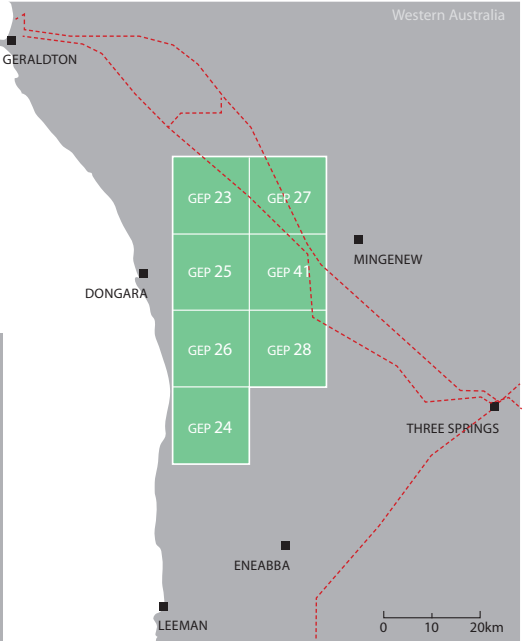 Western Australia
GERALDTON
GEP 23
GEP 27
MINGENEW
DONGARA
GEP 25
GEP 41
GEP 26
GEP 28
THREE SPRINGS
GEP 24
ENEABBA
LEEMAN
0 10 20km